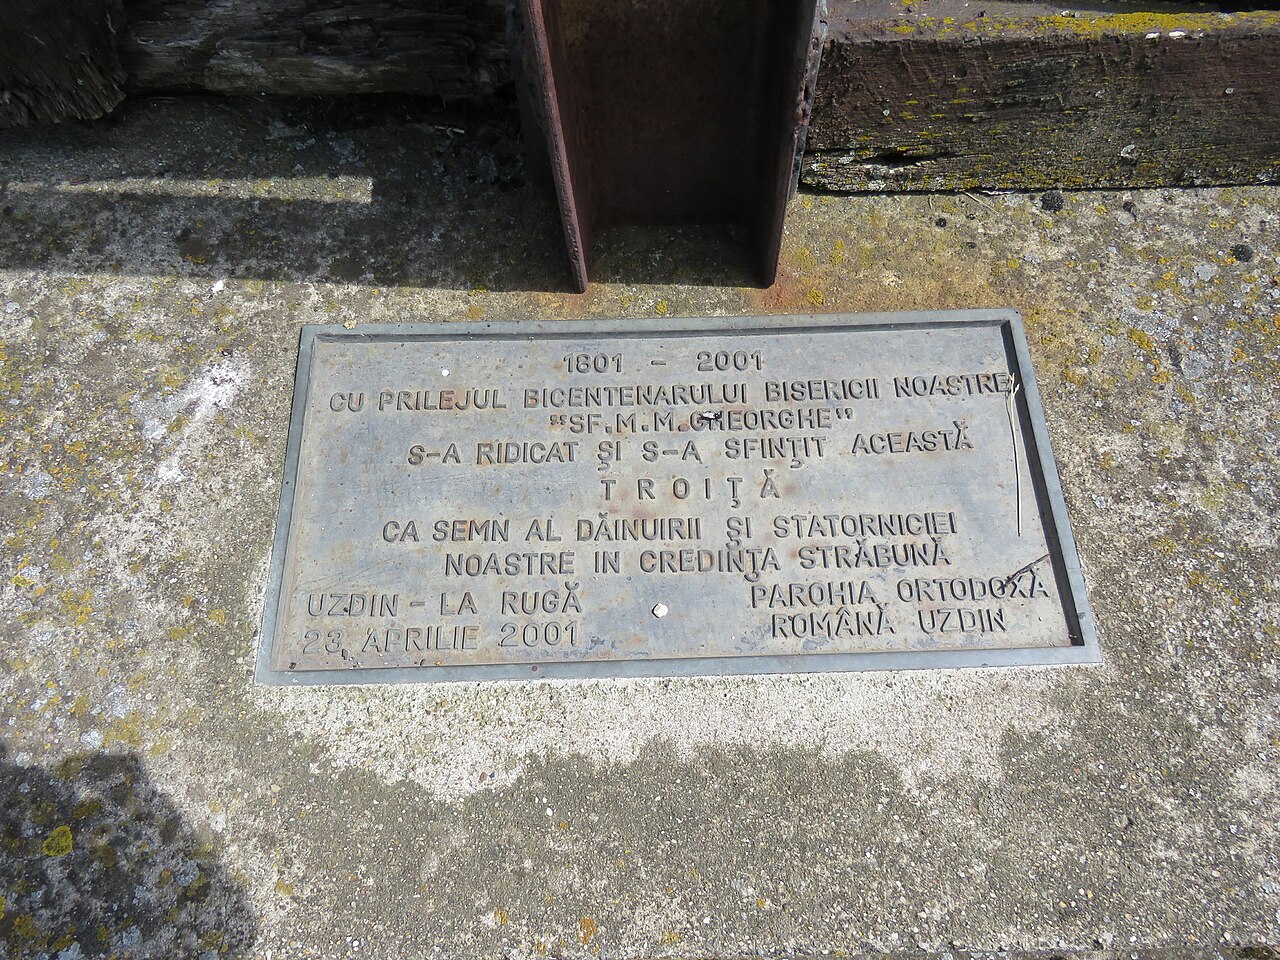 1801 - 2001
CU PRILEJUL BICENTENARULUI BISERICII NOASTRE
"SF. M. M. GHEORGHE"
S-A RIDICAT ŞI S-A SFINŢIT ACEASTĂ
TROIŢĂ
CA SEMN AL DĂINUIRII ŞI STATORNICIEI
NOASTRE IN CREDINŢA STRĂBUNĂ
UZDIN - LA RUGĂ
23, APRILIE 2001
PAROHIA ORTODOXA
ROMÂNĂ UZDIN